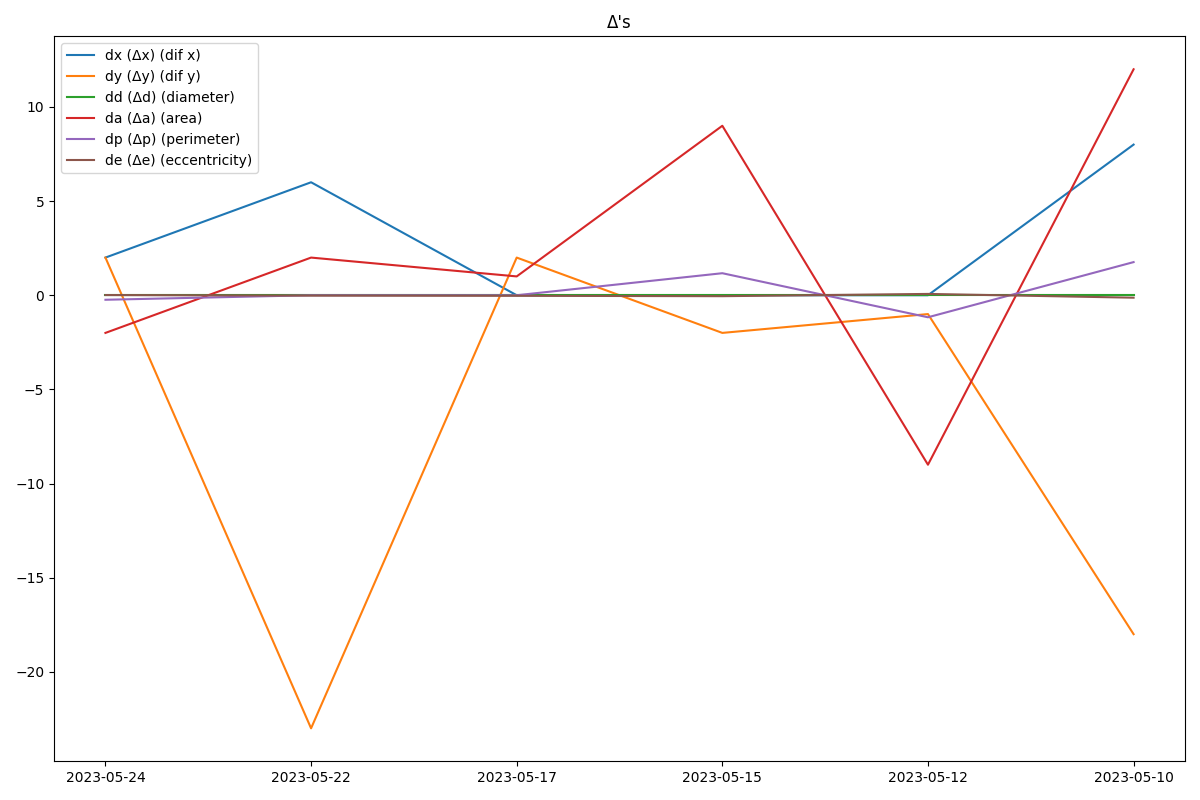 Δ's
dx (Δx) (dif x)
dy (Δy) (dif y)
dd (Δd) (diameter)
da (Δa) (area)
dp (Δp) (perimeter)
de (Δe) (eccentricity)
10
5
0
−5
−10
−15
−20
2023-05-24 2023-05-22 2023-05-17 2023-05-15 2023-05-12 2023-05-10